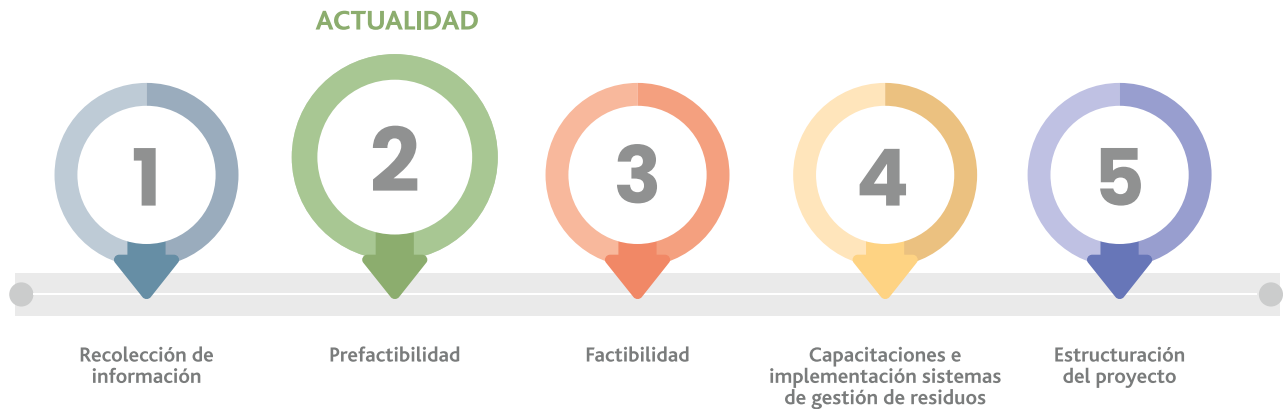 ACTUALIDAD
1
2
3
4
5
Recolección de
información
Prefactibilidad
Factibilidad
Capacitaciones e
implementación sistemas
de gestión de residuos
Estructuración
del proyecto